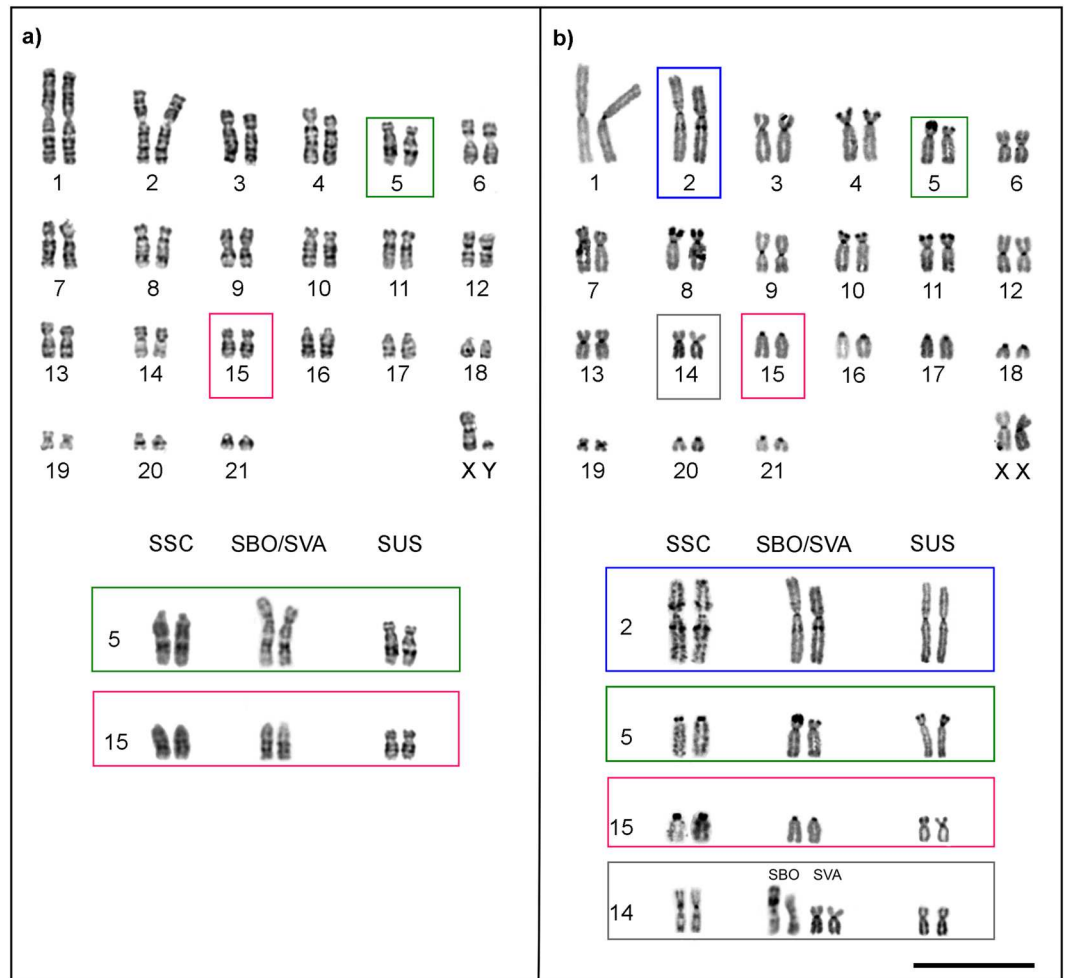 a)
1 2 3 4 5 6
7 8 9 10 11 12
13 14 15 16 17 18
19 20 21 X Y
SSC SBO/SVA SUS
5
15
b)
1 2 3 4 5 6
7 8 9 10 11 12
13 14 15 16 17 18
19 20 21 X X
SSC SBO/SVA SUS
2
5
15
SBO SVA
14